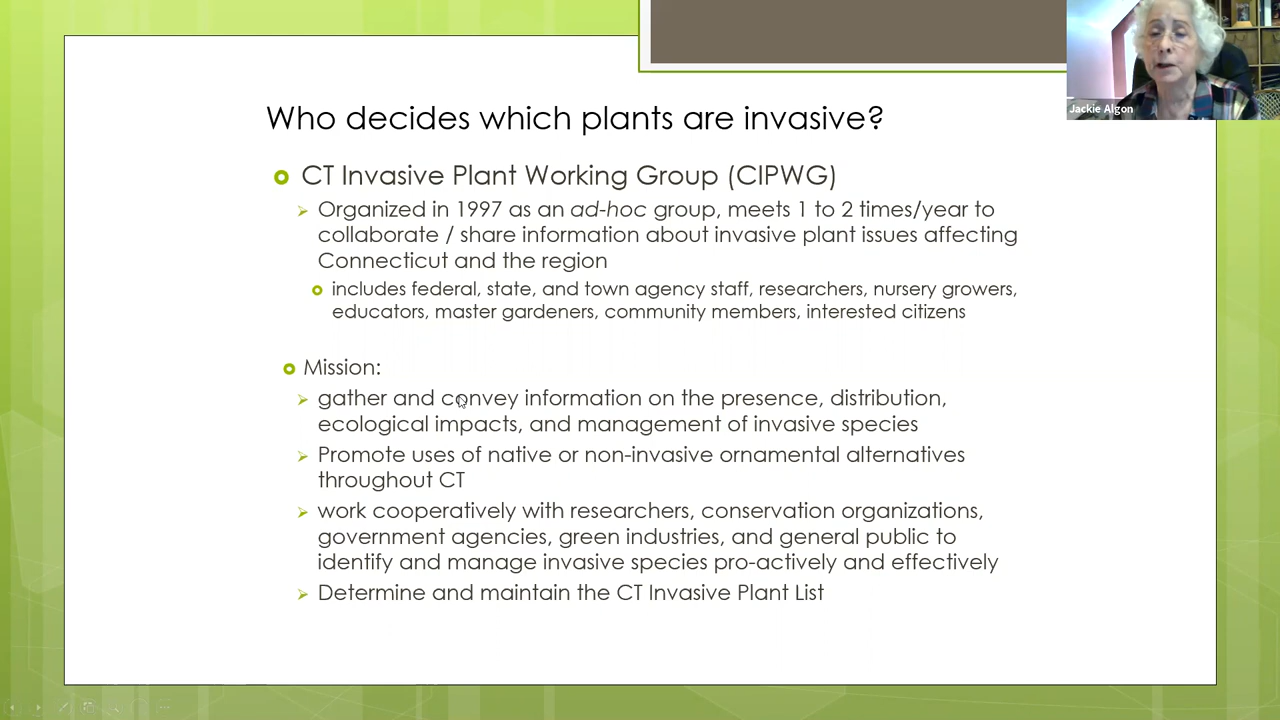 Jackie Algon
Who decides which plants are invasive?
CT Invasive Plant Working Group (CIPWG)
Organized in 1997 as an ad-hoc group, meets 1 to 2 times/year to
collaborate / share information about invasive plant issues affecting
Connecticut and the region
includes federal, state, and town agency staff, researchers, nursery growers,
educators, master gardeners, community members, interested citizens
Mission:
gather and convey information on the presence, distribution,
ecological impacts, and management of invasive species
Promote uses of native or non-invasive ornamental alternatives
throughout CT
work cooperatively with researchers, conservation organizations,
government agencies, green industries, and general public to
identify and manage invasive species pro-actively and effectively
Determine and maintain the CT Invasive Plant List